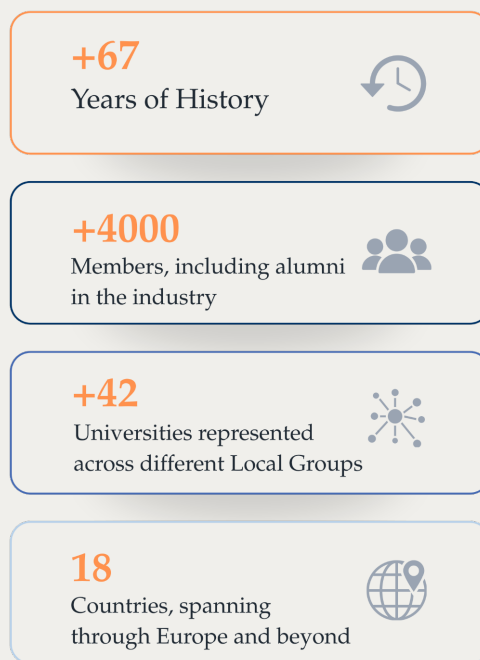 +67
Years of History
+4000
Members, including alumni
in the industry
+42
Universities represented
across different Local Groups
18
Countries, spanning
through Europe and beyond